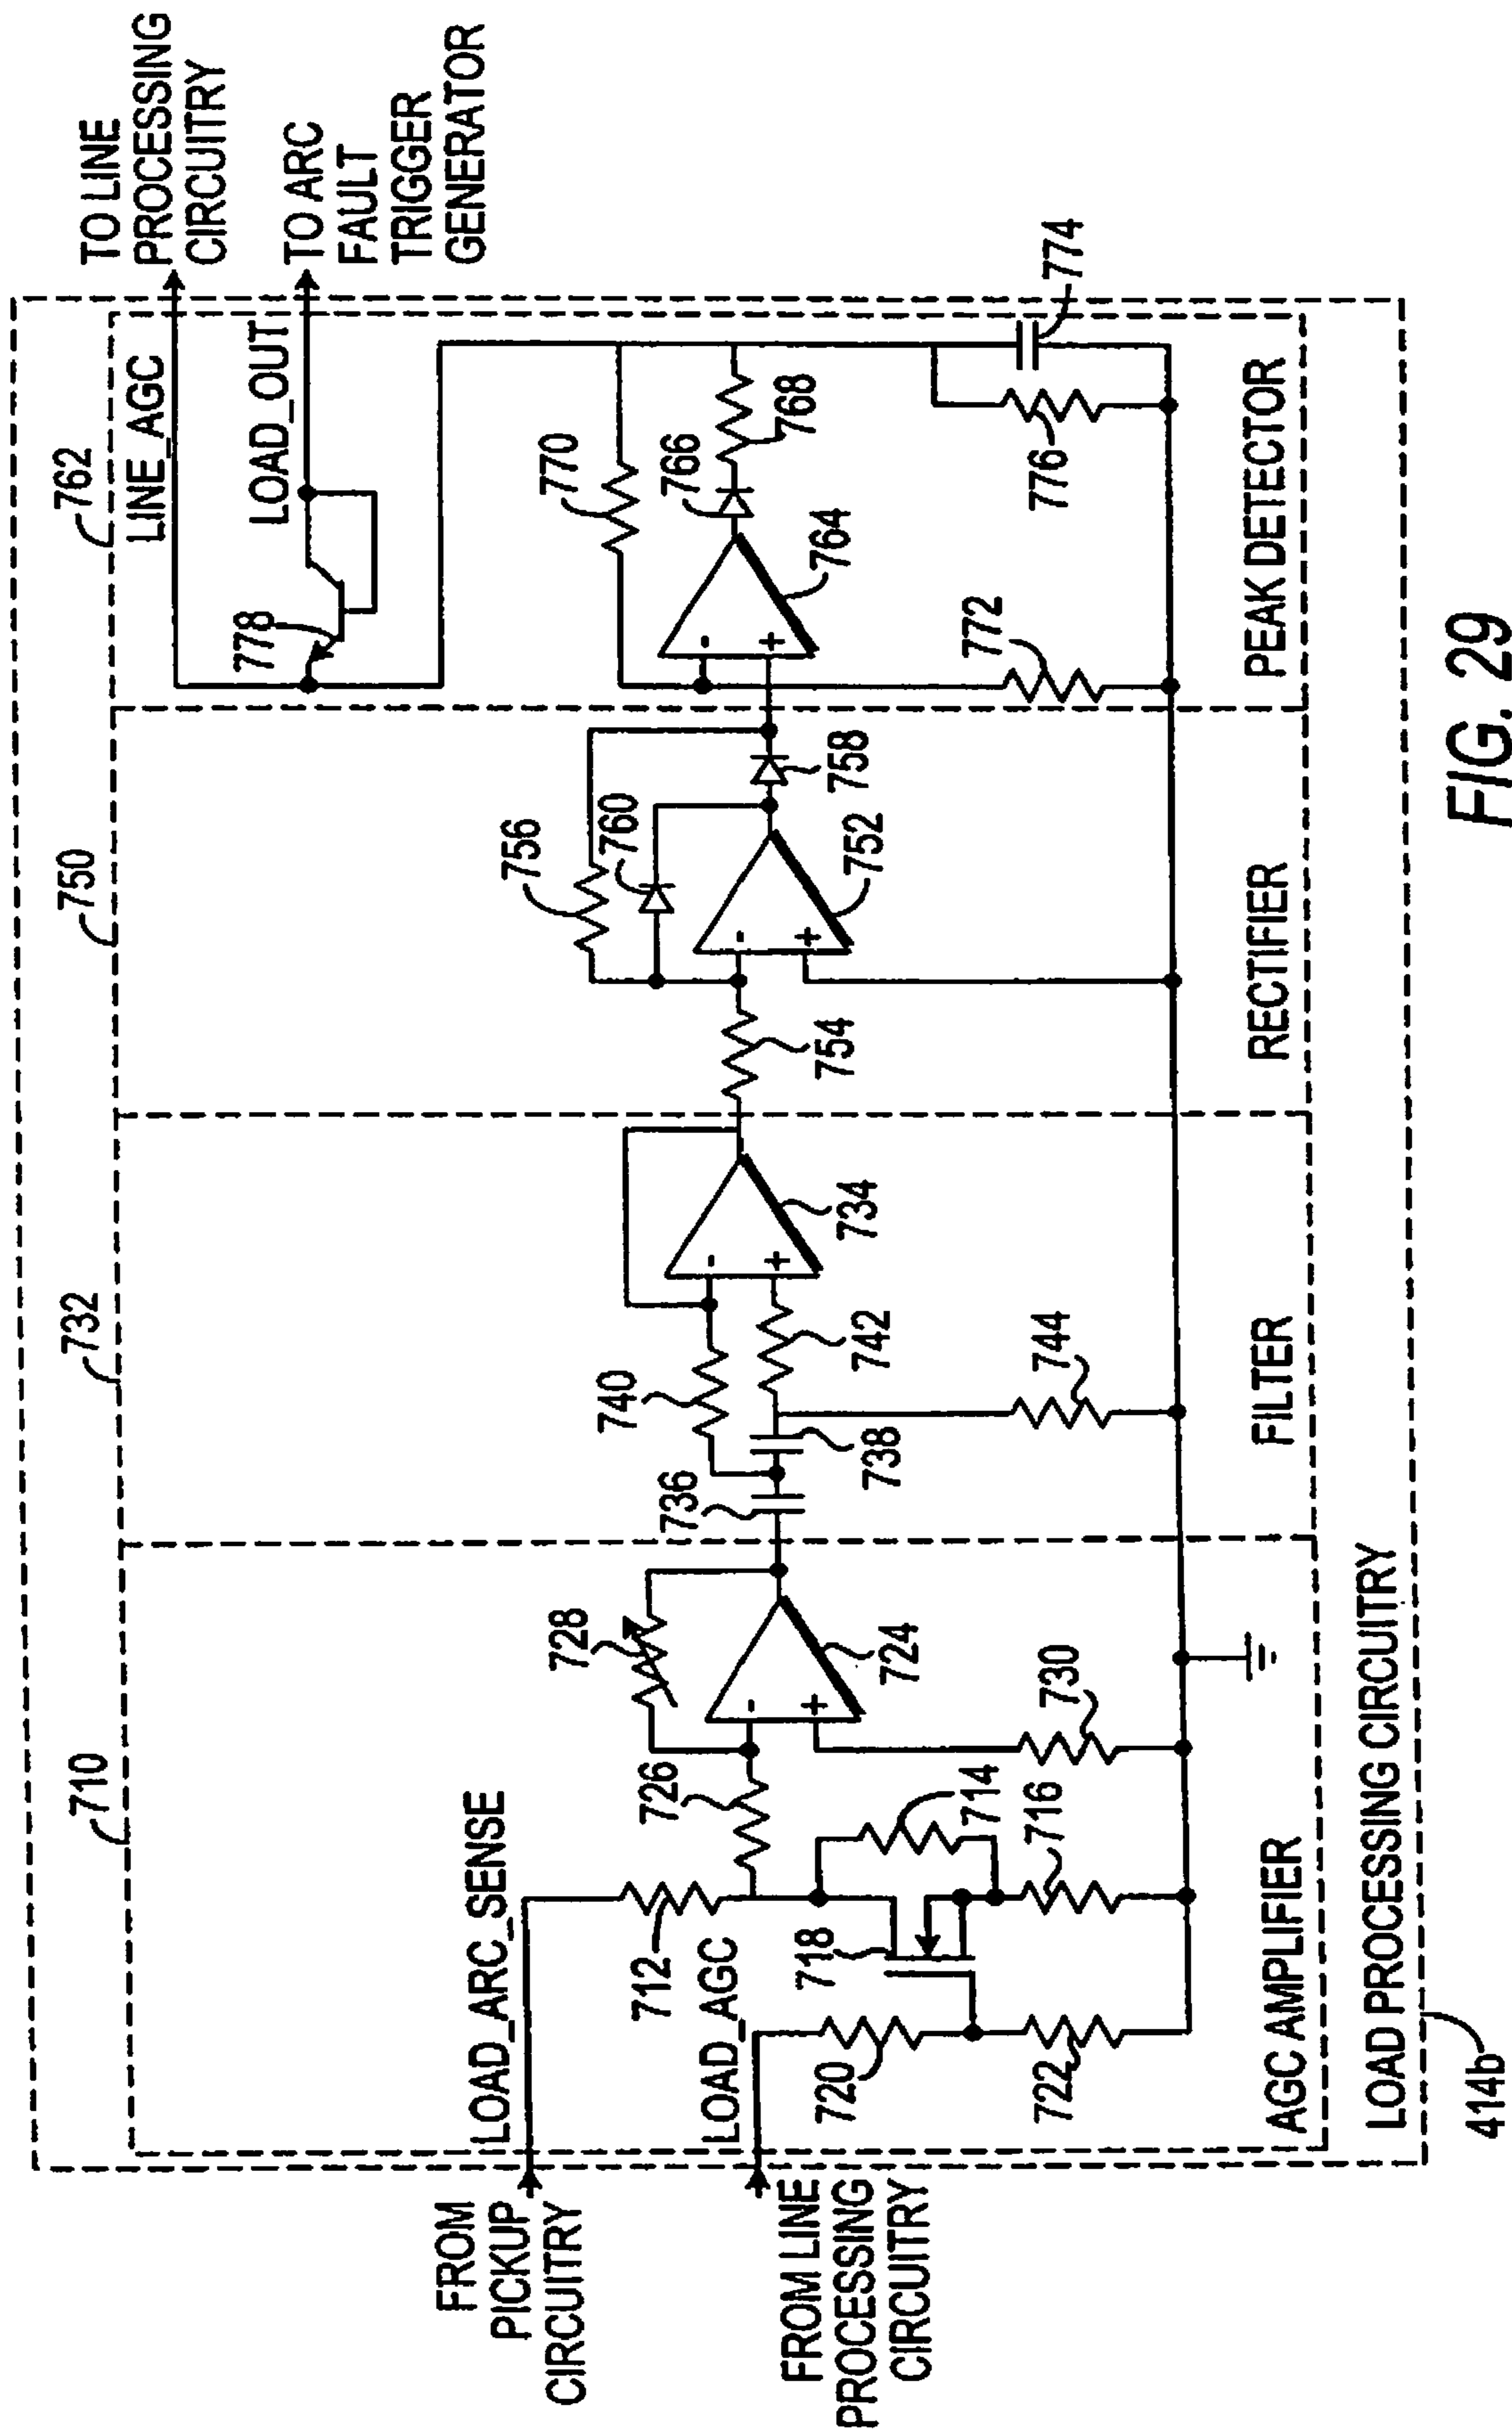 TO LINE
PROCESSING
CIRCUITRY
TO ARC
FAULT
TRIGGER
GENERATOR
762
LINE_AGC
LOAD_OUT
778
770
766
768
764
772
776
774
PEAK DETECTOR
750
756
760
758
-
+
752
754
RECTIFIER
732
734
740
742
736
738
744
-
+
FILTER
710
LOAD_ARC_SENSE
728
726
724
-
+
730
712
714
716
718
LOAD_AGC
720
722
-
+
AGC AMPLIFIER
LOAD PROCESSING CIRCUITRY
414b
FROM
PICKUP
CIRCUITRY
FROM LINE
PROCESSING
CIRCUITRY
FIG. 29